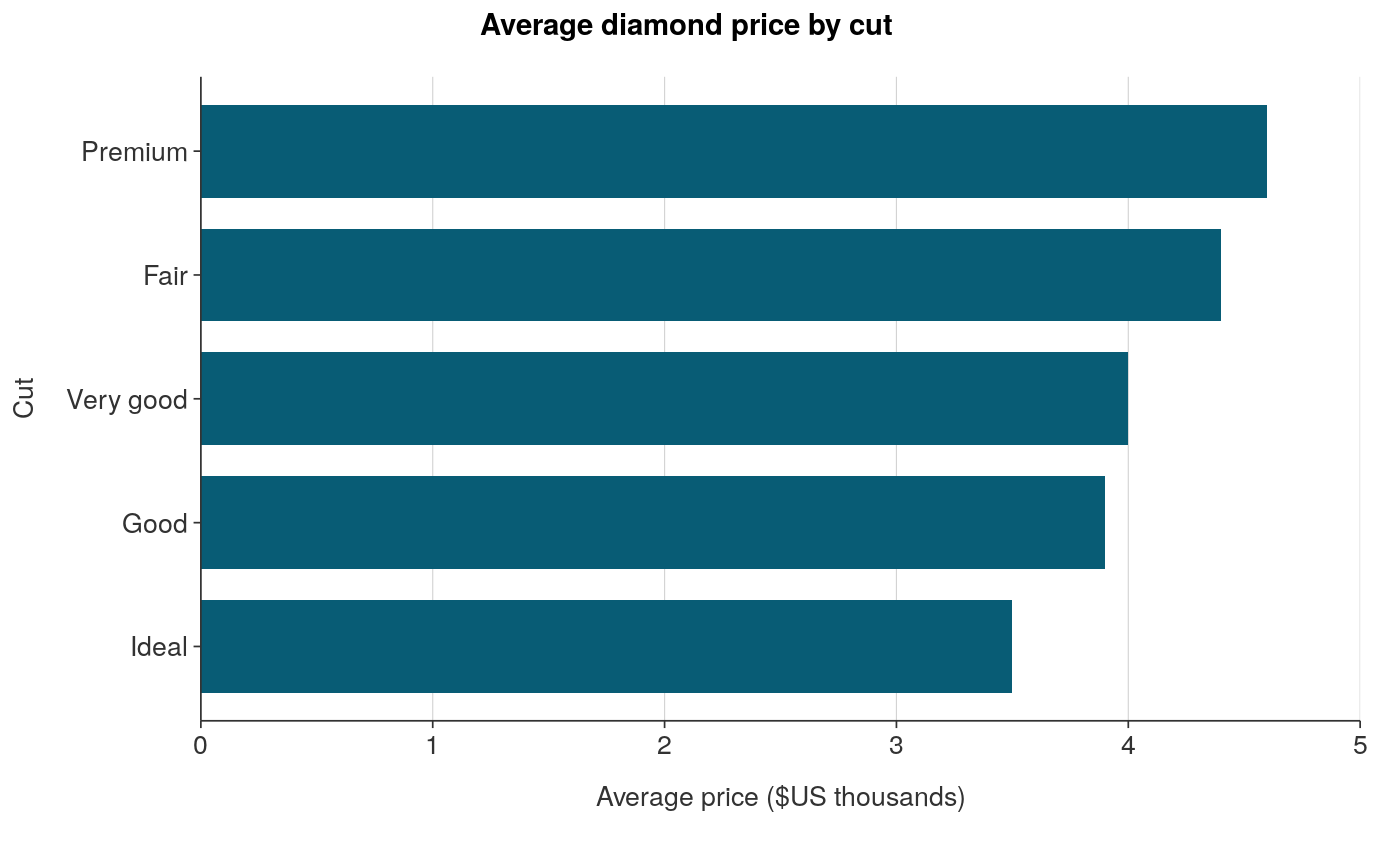 Average diamond price by cut
Premium
Fair
Very good
Good
Ideal
Cut
0 1 2 3 4 5
Average price ($US thousands)